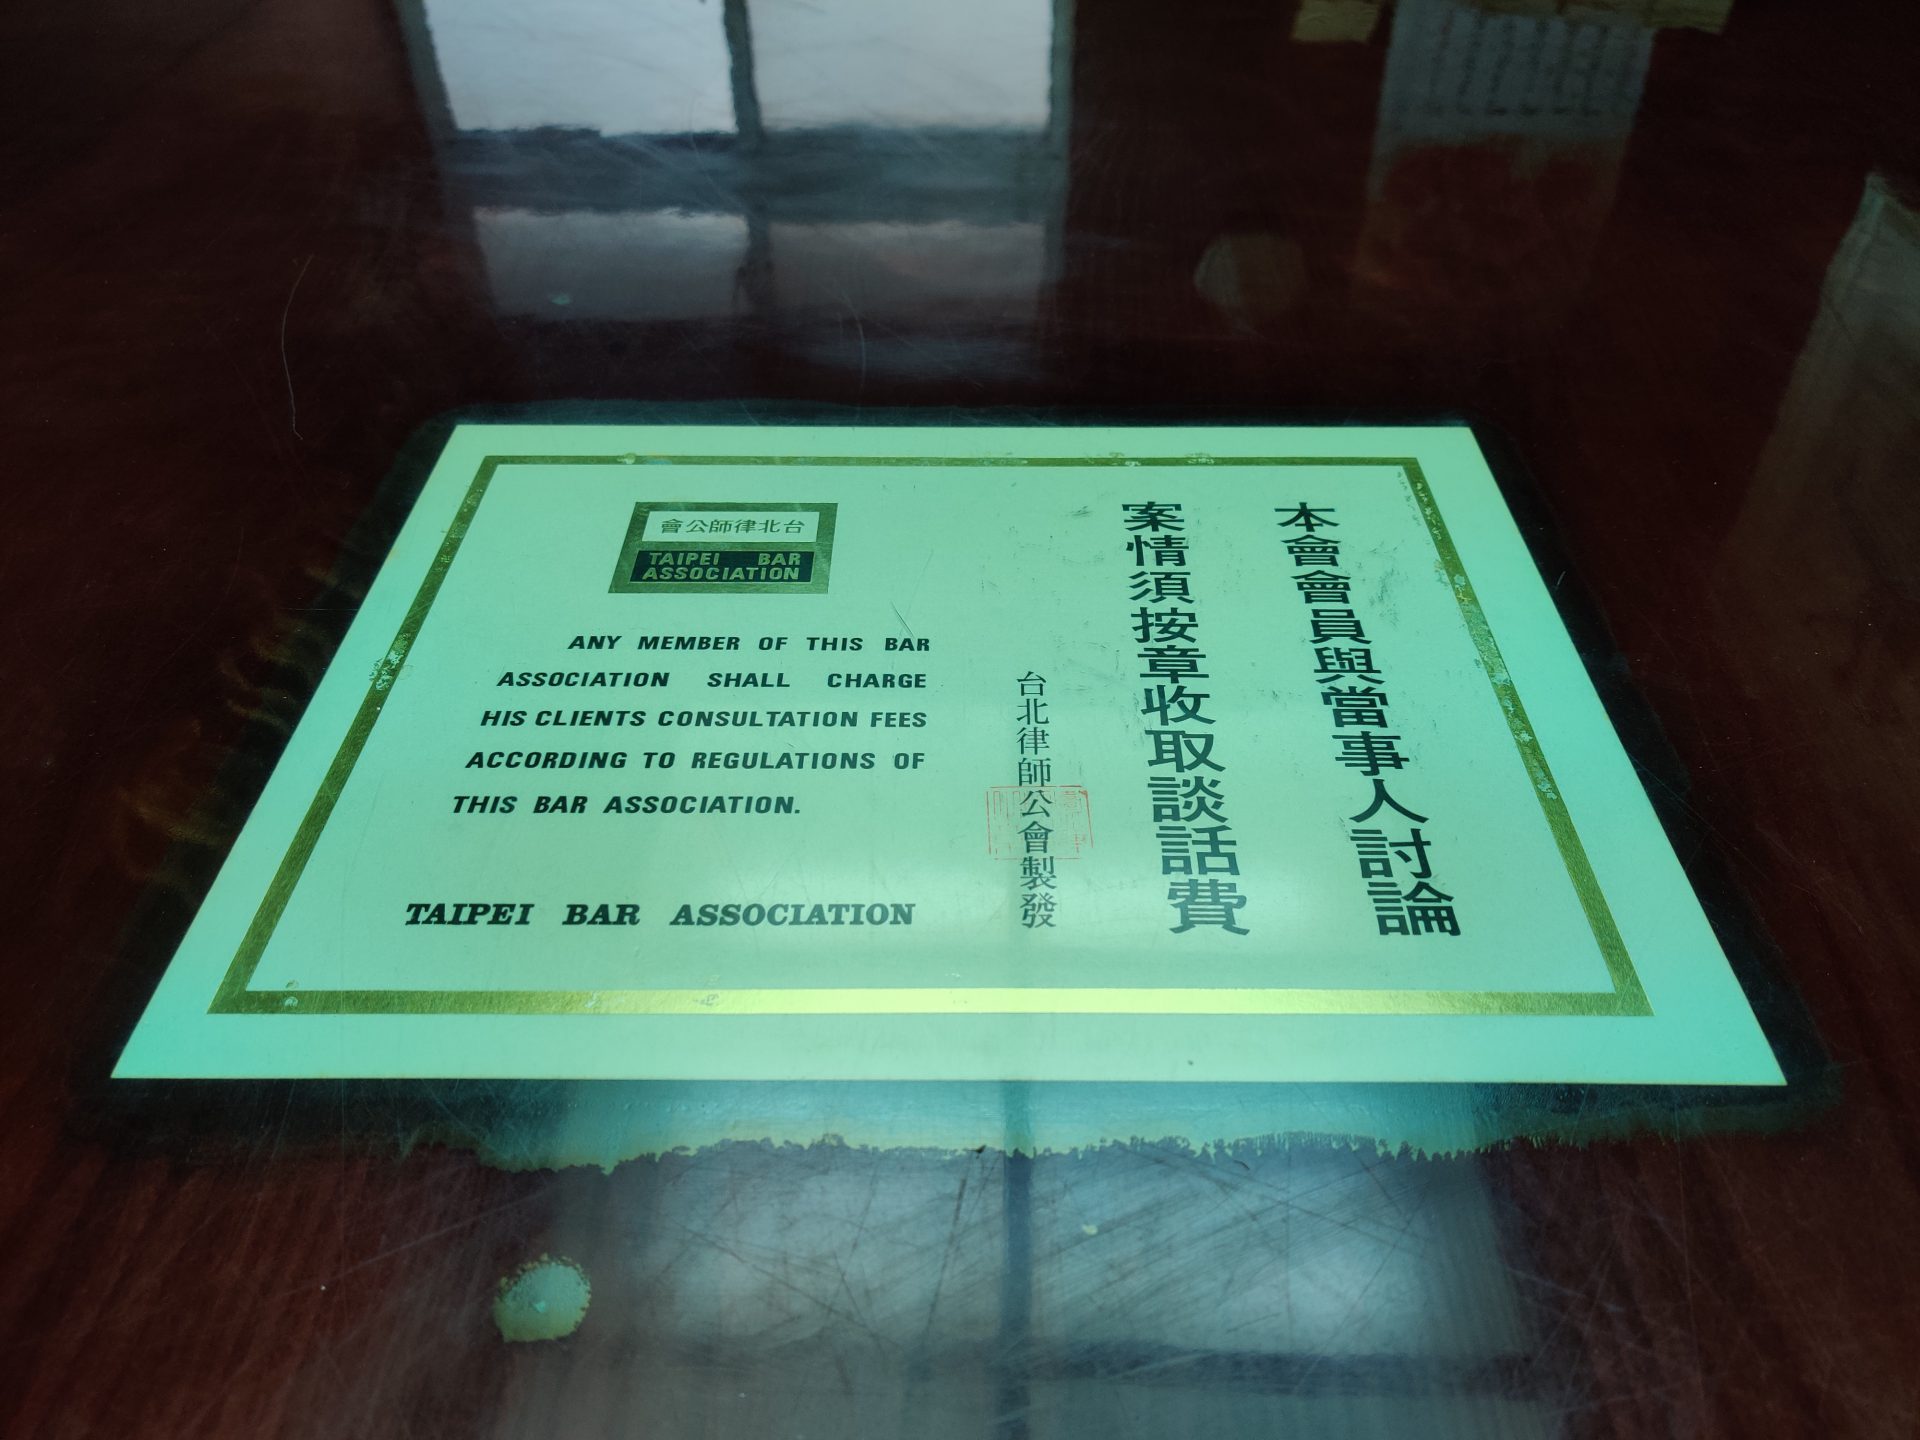 本會會員與當事人討論
案情須按章收取談話費
台北律師公會製發
會公師律北台
TAIPEI BAR
ASSOCIATION
ANY MEMBER OF THIS BAR
ASSOCIATION SHALL CHARGE
HIS CLIENTS CONSULTATION FEES
ACCORDING TO REGULATIONS OF
THIS BAR ASSOCIATION.
TAIPEI BAR ASSOCIATION